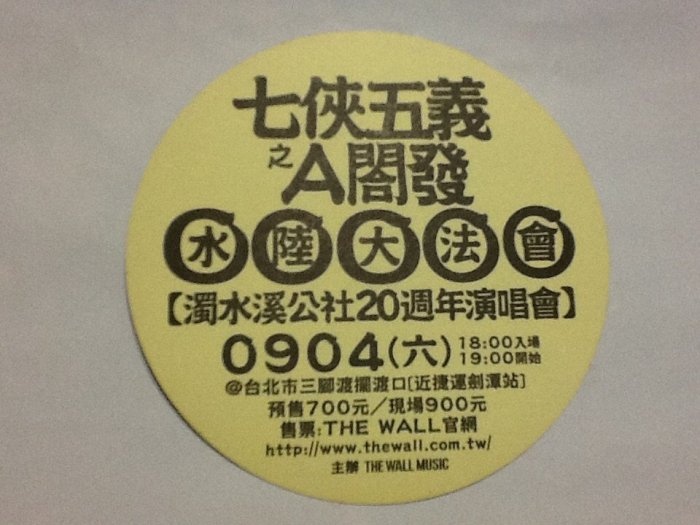 七俠五義
之A閤發
水陸大法會
【濁水溪公社20週年演唱會】
0904(六)18:00入場
19:00開始
@台北市三腳渡擺渡口[近捷運劍潭站]
預售700元/現場900元
售票:THE WALL官網
http://www.thewall.com.tw/
主辦 THE WALL MUSIC